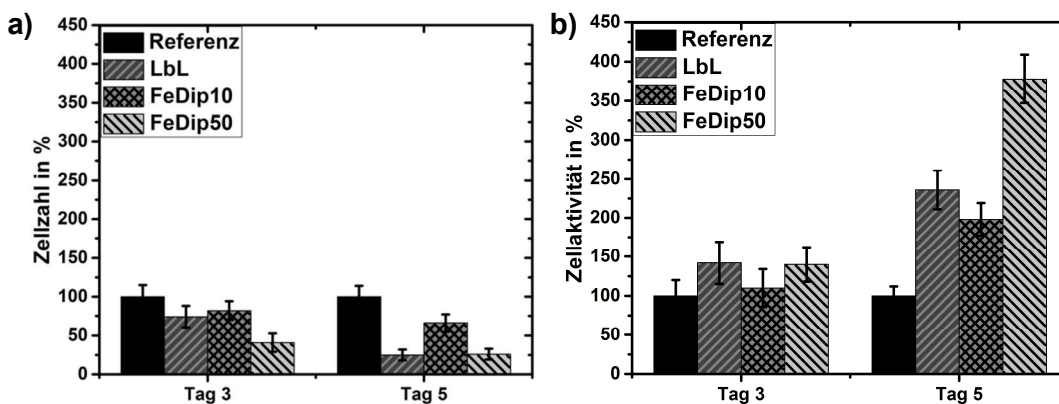 a)
Zellzahl in %
450
400
350
300
250
200
150
100
50
0
Referenz
LbL
FeDip10
FeDip50
Tag 3
Tag 5
b)
Zellaktivität in %
450
400
350
300
250
200
150
100
50
0
Referenz
LbL
FeDip10
FeDip50
Tag 3
Tag 5